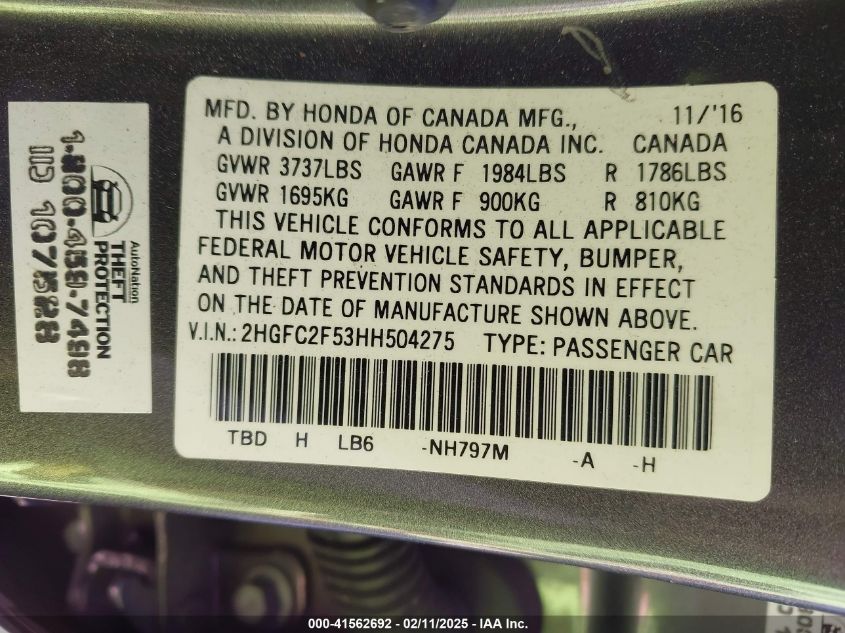 MFD. BY HONDA OF CANADA MFG., 11/'16
A DIVISION OF HONDA CANADA INC. CANADA
GVWR 3737LBS GAWR F 1984LBS R 1786LBS
GVWR 1695KG GAWR F 900KG R 810KG
THIS VEHICLE CONFORMS TO ALL APPLICABLE
FEDERAL MOTOR VEHICLE SAFETY, BUMPER,
AND THEFT PREVENTION STANDARDS IN EFFECT
ON THE DATE OF MANUFACTURE SHOWN ABOVE.
V.I.N.: 2HGFC2F53HH504275 TYPE: PASSENGER CAR
TBD H LB6 -NH797M -A -H
AutoNation
THEFT
PROTECTION
1-800-458-7498
ID
000-41562692 - 02/11/2025 - IAA Inc.